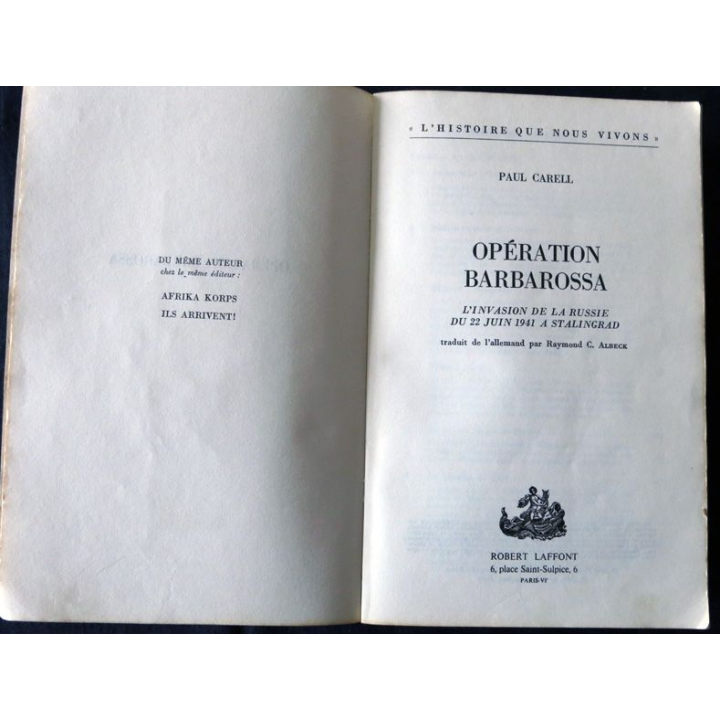 DU MÊME AUTEUR
chez le même éditeur :
AFRIKA KORPS
ILS ARRIVENT!
« L'HISTOIRE QUE NOUS VIVONS »
PAUL CARELL
OPÉRATION
BARBAROSSA
L'INVASION DE LA RUSSIE
DU 22 JUIN 1941 A STALINGRAD
traduit de l'allemand par Raymond C. ALBECK
ROBERT LAFFONT
6, place Saint-Sulpice, 6
PARIS-VIᵉ